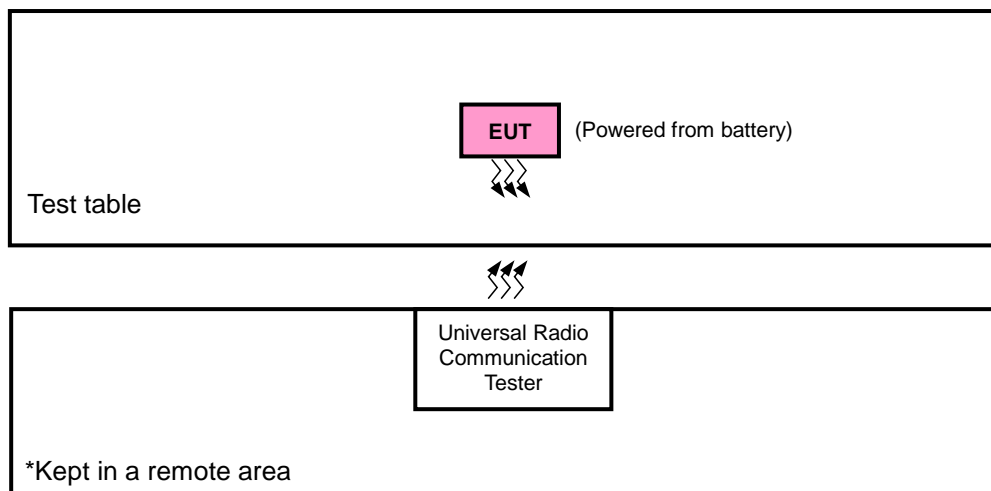 EUT
(Powered from battery)
Test table
Universal Radio
Communication
Tester
*Kept in a remote area